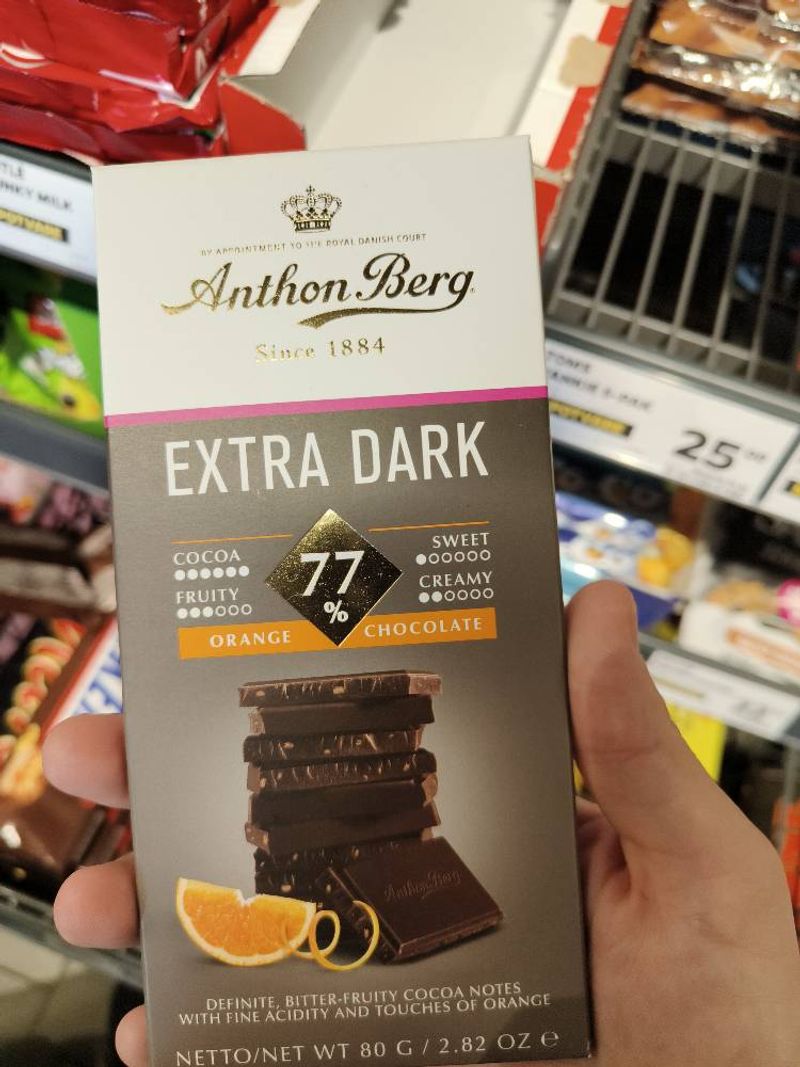 BY APPOINTMENT TO THE ROYAL DANISH COURT
Anthon Berg
Since 1884
EXTRA DARK
COCOA
FRUITY
77
%
SWEET
CREAMY
ORANGE CHOCOLATE
Anthon Berg
DEFINITE, BITTER-FRUITY COCOA NOTES
WITH FINE ACIDITY AND TOUCHES OF ORANGE
NETTO/NET WT 80 G / 2.82 OZ ℮
MILK
25